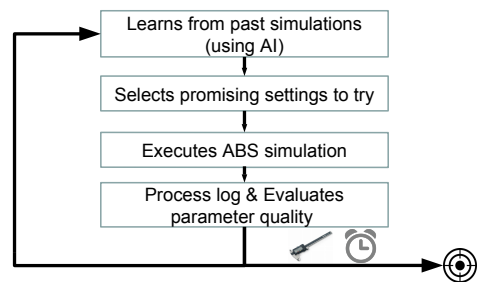 Learns from past simulations
(using AI)
Selects promising settings to try
Executes ABS simulation
Process log & Evaluates
parameter quality